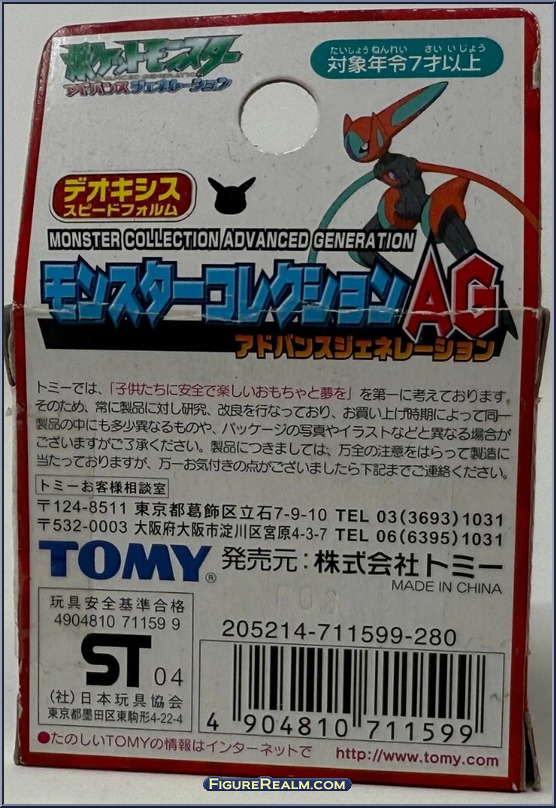 ポケットモンスター
アドバンスジェネレーション
たいしょうねんれい さいいじょう
対象年令7才以上
デオキシス
スピードフォルム
MONSTER COLLECTION ADVANCED GENERATION
モンスターコレクションAG
アドバンスジェネレーション
トミーでは、「子供たちに安全で楽しいおもちゃと夢を」を第一に考えております。
そのため、常に製品に対し研究、改良を行なっており、お買い上げ時期によって同一
製品の中にも多少異なるものや、パッケージの写真やイラストなどと異なる場合が
ございますがご了承ください。製品につきましては、万全の注意をはらって製造に
当たっておりますが、万一お気付きの点がございましたら下記までご連絡ください。
トミーお客様相談室
〒124-8511 東京都葛飾区立石7-9-10 TEL 03(3693)1031
〒532-0003 大阪府大阪市淀川区宮原4-3-7 TEL 06(6395)1031
TOMY® 発売元:株式会社トミー
MADE IN CHINA
玩具安全基準合格
4904810 71159 9
ST 04
(社)日本玩具協会
東京都墨田区東駒形4-22-4
205214-711599-280
4 904810 711599
●たのしいTOMYの情報はインターネットで http://www.tomy.com
FIGUREREALM.COM